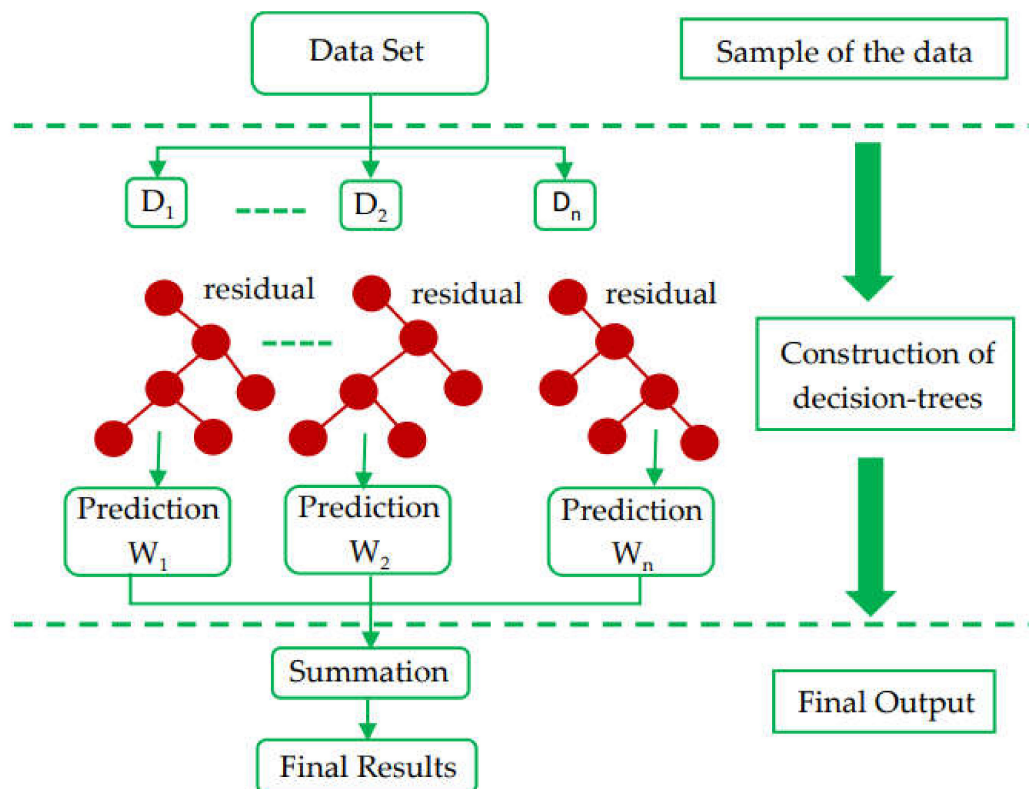 Data Set
Sample of the data
D₁
D₂
Dₙ
residual
residual
residual
Construction of
decision-trees
Prediction
W₁
Prediction
W₂
Prediction
Wₙ
Summation
Final Output
Final Results